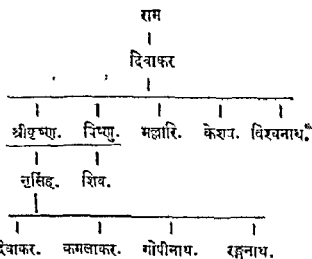 राम
दिवाकर
श्रीकृष्ण. विष्णु. मल्लारि. केशव. विश्वनाथ.*
नृसिंह. शिव.
देवाकर. कमलाकर. गोपीनाथ. रङ्गनाथ.